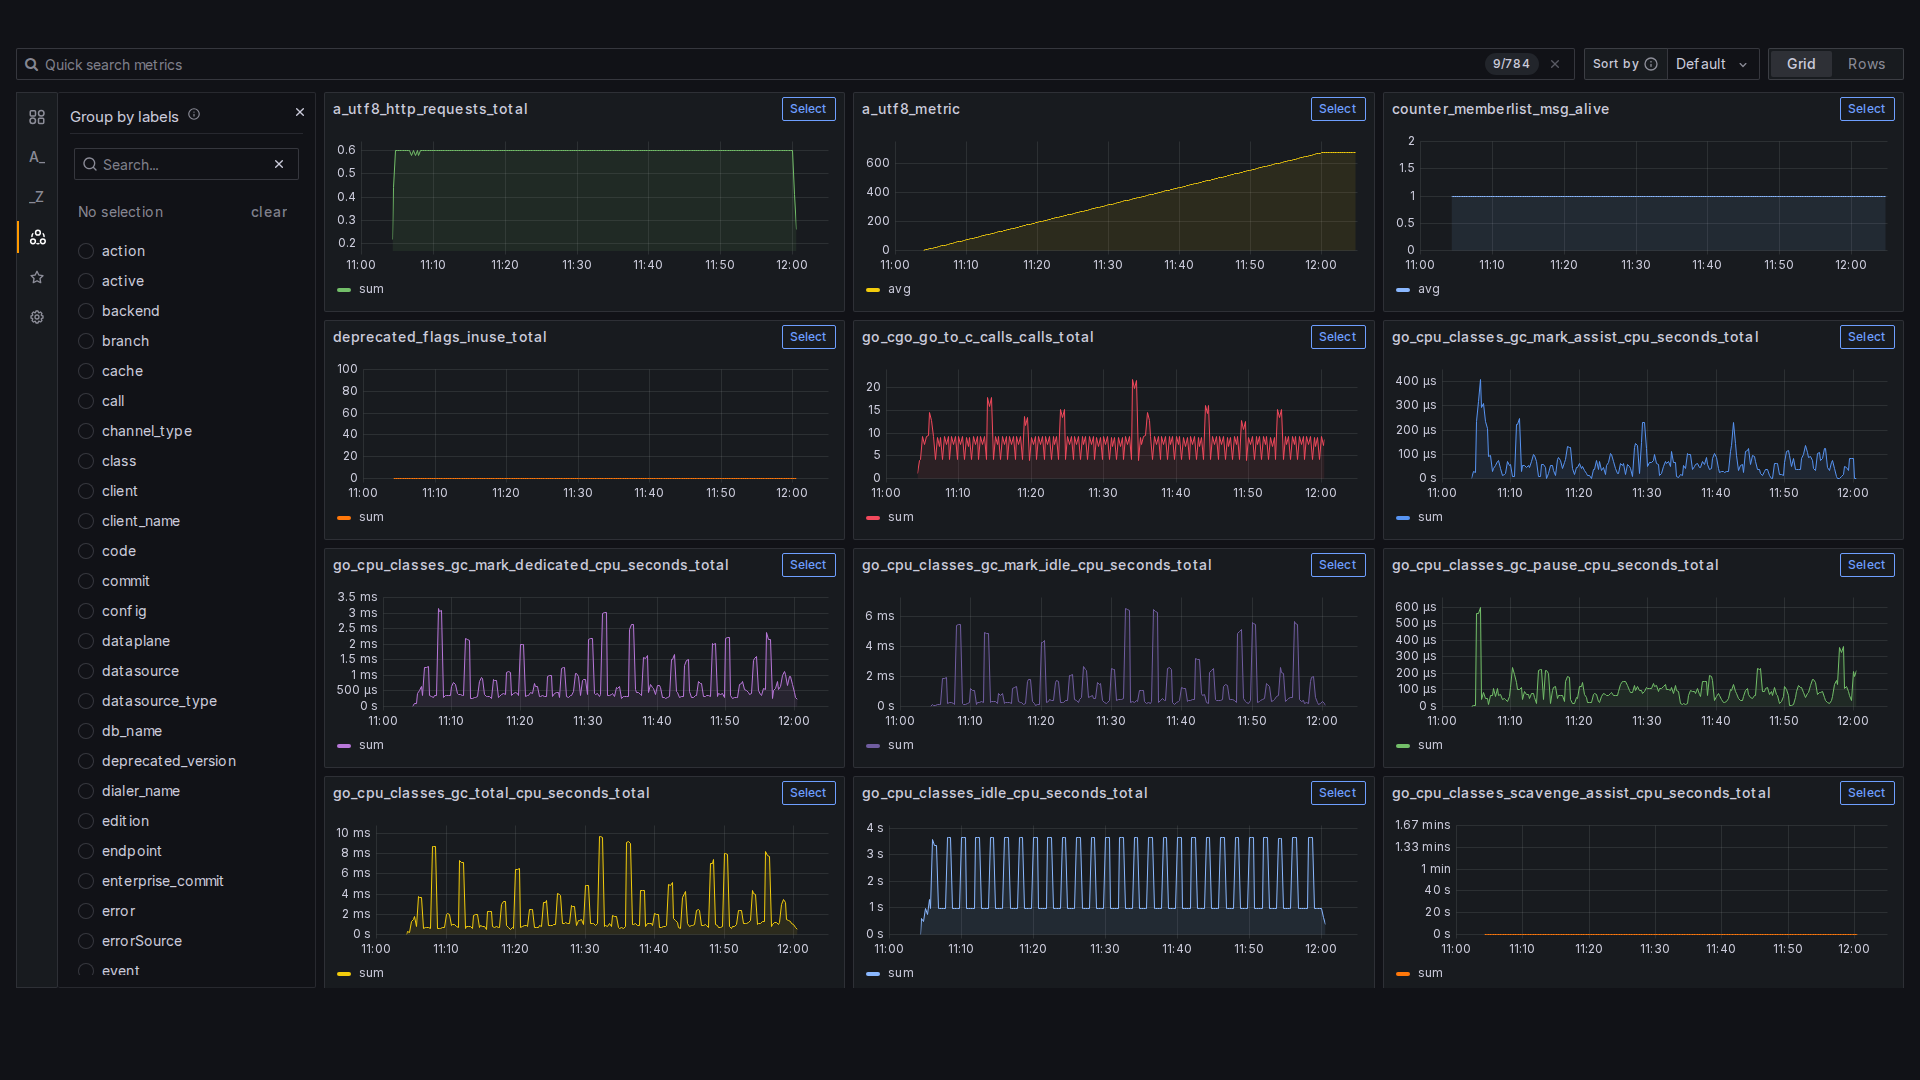 Quick search metrics
9/784
Sort by
Default
Grid
Rows
Group by labels
Search...
No selection
clear
action
active
backend
branch
cache
call
channel_type
class
client
client_name
code
commit
config
dataplane
datasource
datasource_type
db_name
deprecated_version
dialer_name
edition
endpoint
enterprise_commit
error
errorSource
event
A_
_Z
a_utf8_http_requests_total
Select
0.6
0.5
0.4
0.3
0.2
11:00 11:10 11:20 11:30 11:40 11:50 12:00
sum
a_utf8_metric
Select
600
400
200
0
11:00 11:10 11:20 11:30 11:40 11:50 12:00
avg
counter_memberlist_msg_alive
Select
2
1.5
1
0.5
0
11:00 11:10 11:20 11:30 11:40 11:50 12:00
avg
deprecated_flags_inuse_total
Select
100
80
60
40
20
0
11:00 11:10 11:20 11:30 11:40 11:50 12:00
sum
go_cgo_go_to_c_calls_calls_total
Select
20
15
10
5
0
11:00 11:10 11:20 11:30 11:40 11:50 12:00
sum
go_cpu_classes_gc_mark_assist_cpu_seconds_total
Select
400 µs
300 µs
200 µs
100 µs
0 s
11:00 11:10 11:20 11:30 11:40 11:50 12:00
sum
go_cpu_classes_gc_mark_dedicated_cpu_seconds_total
Select
3.5 ms
3 ms
2.5 ms
2 ms
1.5 ms
1 ms
500 µs
0 s
11:00 11:10 11:20 11:30 11:40 11:50 12:00
sum
go_cpu_classes_gc_mark_idle_cpu_seconds_total
Select
6 ms
4 ms
2 ms
0 s
11:00 11:10 11:20 11:30 11:40 11:50 12:00
sum
go_cpu_classes_gc_pause_cpu_seconds_total
Select
600 µs
500 µs
400 µs
300 µs
200 µs
100 µs
0 s
11:00 11:10 11:20 11:30 11:40 11:50 12:00
sum
go_cpu_classes_gc_total_cpu_seconds_total
Select
10 ms
8 ms
6 ms
4 ms
2 ms
0 s
11:00 11:10 11:20 11:30 11:40 11:50 12:00
sum
go_cpu_classes_idle_cpu_seconds_total
Select
4 s
3 s
2 s
1 s
0 s
11:00 11:10 11:20 11:30 11:40 11:50 12:00
sum
go_cpu_classes_scavenge_assist_cpu_seconds_total
Select
1.67 mins
1.33 mins
1 min
40 s
20 s
0 s
11:00 11:10 11:20 11:30 11:40 11:50 12:00
sum